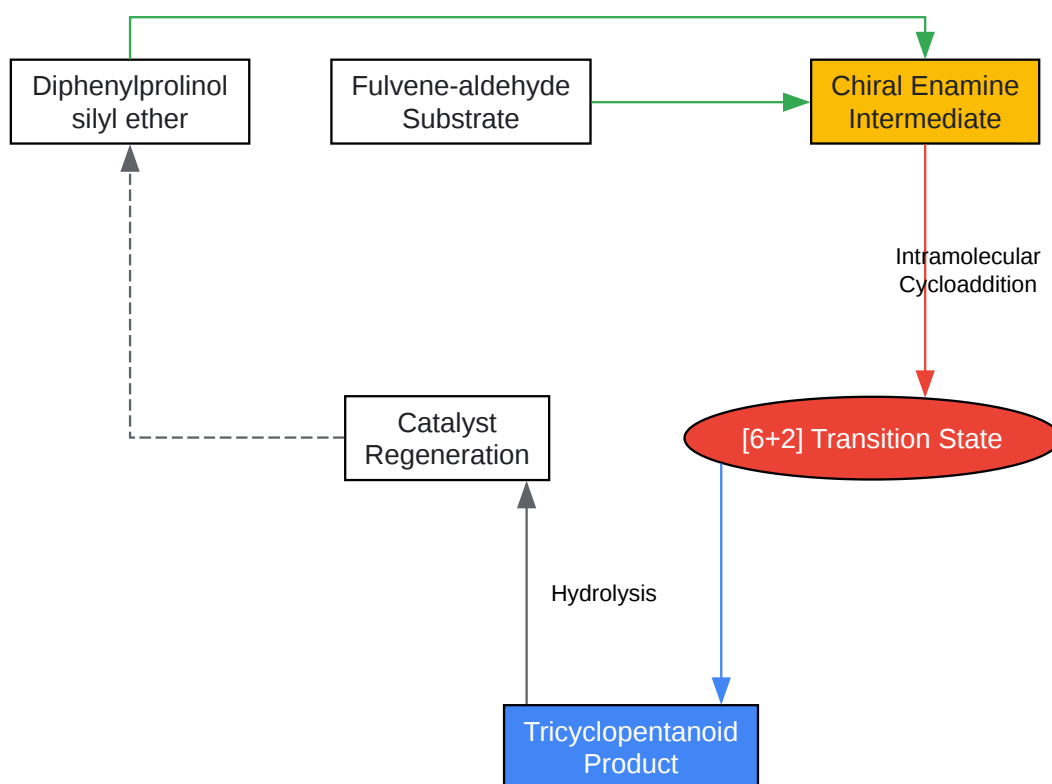 Diphenylprolinol
silyl ether
Fulvene-aldehyde
Substrate
Chiral Enamine
Intermediate
Intramolecular
Cycloaddition
Catalyst
Regeneration
[6+2] Transition State
Hydrolysis
Tricyclopentanoid
Product